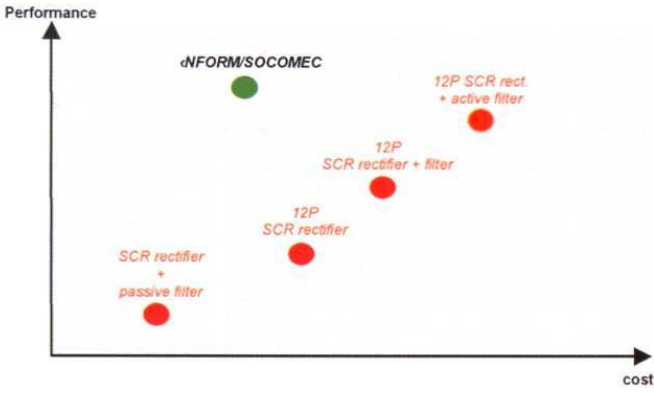 Performance
cNFORM/SOCOMEC
12P SCR rect.
+ active filter
12P
SCR rectifier + filter
12P
SCR rectifier
SCR rectifier
+
passive filter
cost